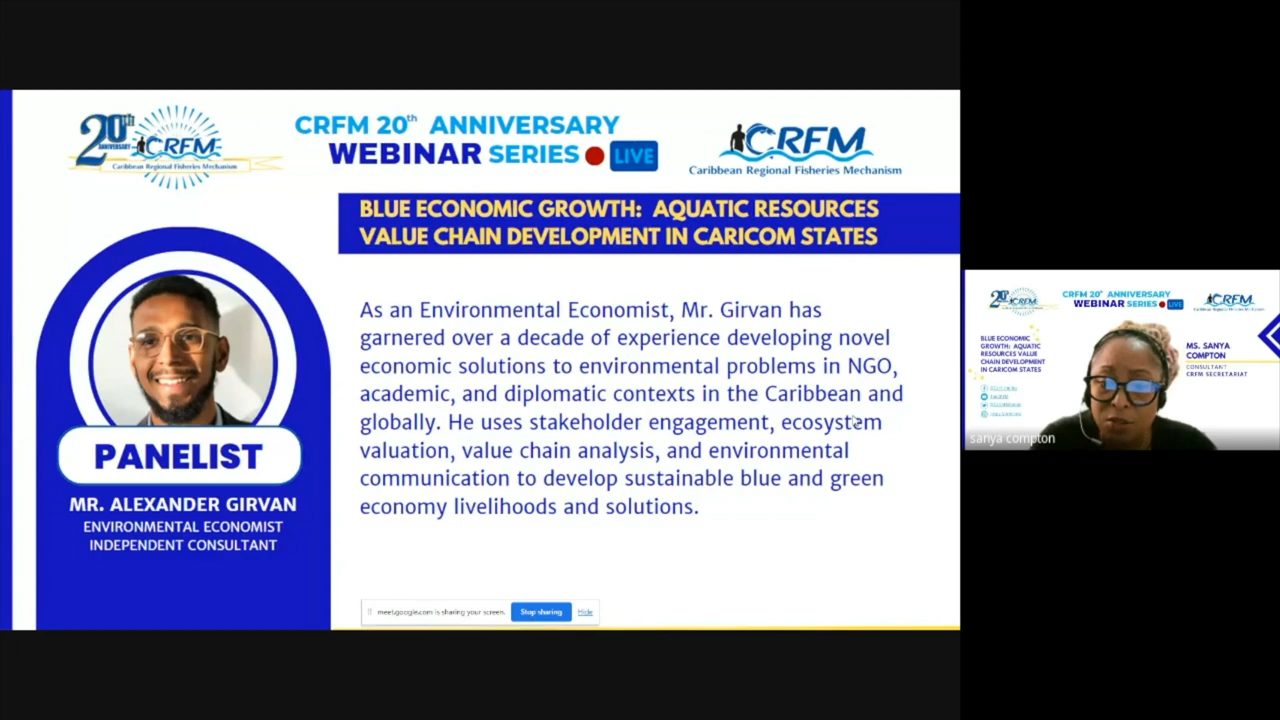 20TH
ANNIVERSARY
CRFM
Caribbean Regional Fisheries Mechanism
CRFM 20th ANNIVERSARY
WEBINAR SERIES LIVE
CRFM
Caribbean Regional Fisheries Mechanism
BLUE ECONOMIC GROWTH: AQUATIC RESOURCES
VALUE CHAIN DEVELOPMENT IN CARICOM STATES
As an Environmental Economist, Mr. Girvan has
garnered over a decade of experience developing novel
economic solutions to environmental problems in NGO,
academic, and diplomatic contexts in the Caribbean and
globally. He uses stakeholder engagement, ecosystem
valuation, value chain analysis, and environmental
communication to develop sustainable blue and green
economy livelihoods and solutions.
PANELIST
MR. ALEXANDER GIRVAN
ENVIRONMENTAL ECONOMIST
INDEPENDENT CONSULTANT
meet.google.com is sharing your screen. Stop sharing Hide
20TH
CRFM
CRFM 20th ANNIVERSARY
WEBINAR SERIES LIVE
CRFM
BLUE ECONOMIC
GROWTH: AQUATIC
RESOURCES VALUE
CHAIN DEVELOPMENT
IN CARICOM STATES
MS. SANYA
COMPTON
CONSULTANT
CRFM SECRETARIAT
sanya compton